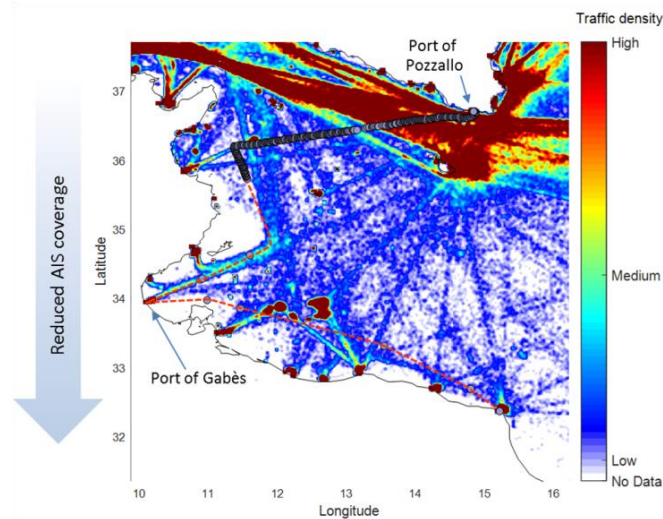 Traffic density
High
Medium
Low
No Data
Port of
Pozzallo
Port of Gabès
Reduced AIS coverage
Latitude
37
36
35
34
33
32
10 11 12 13 14 15 16
Longitude